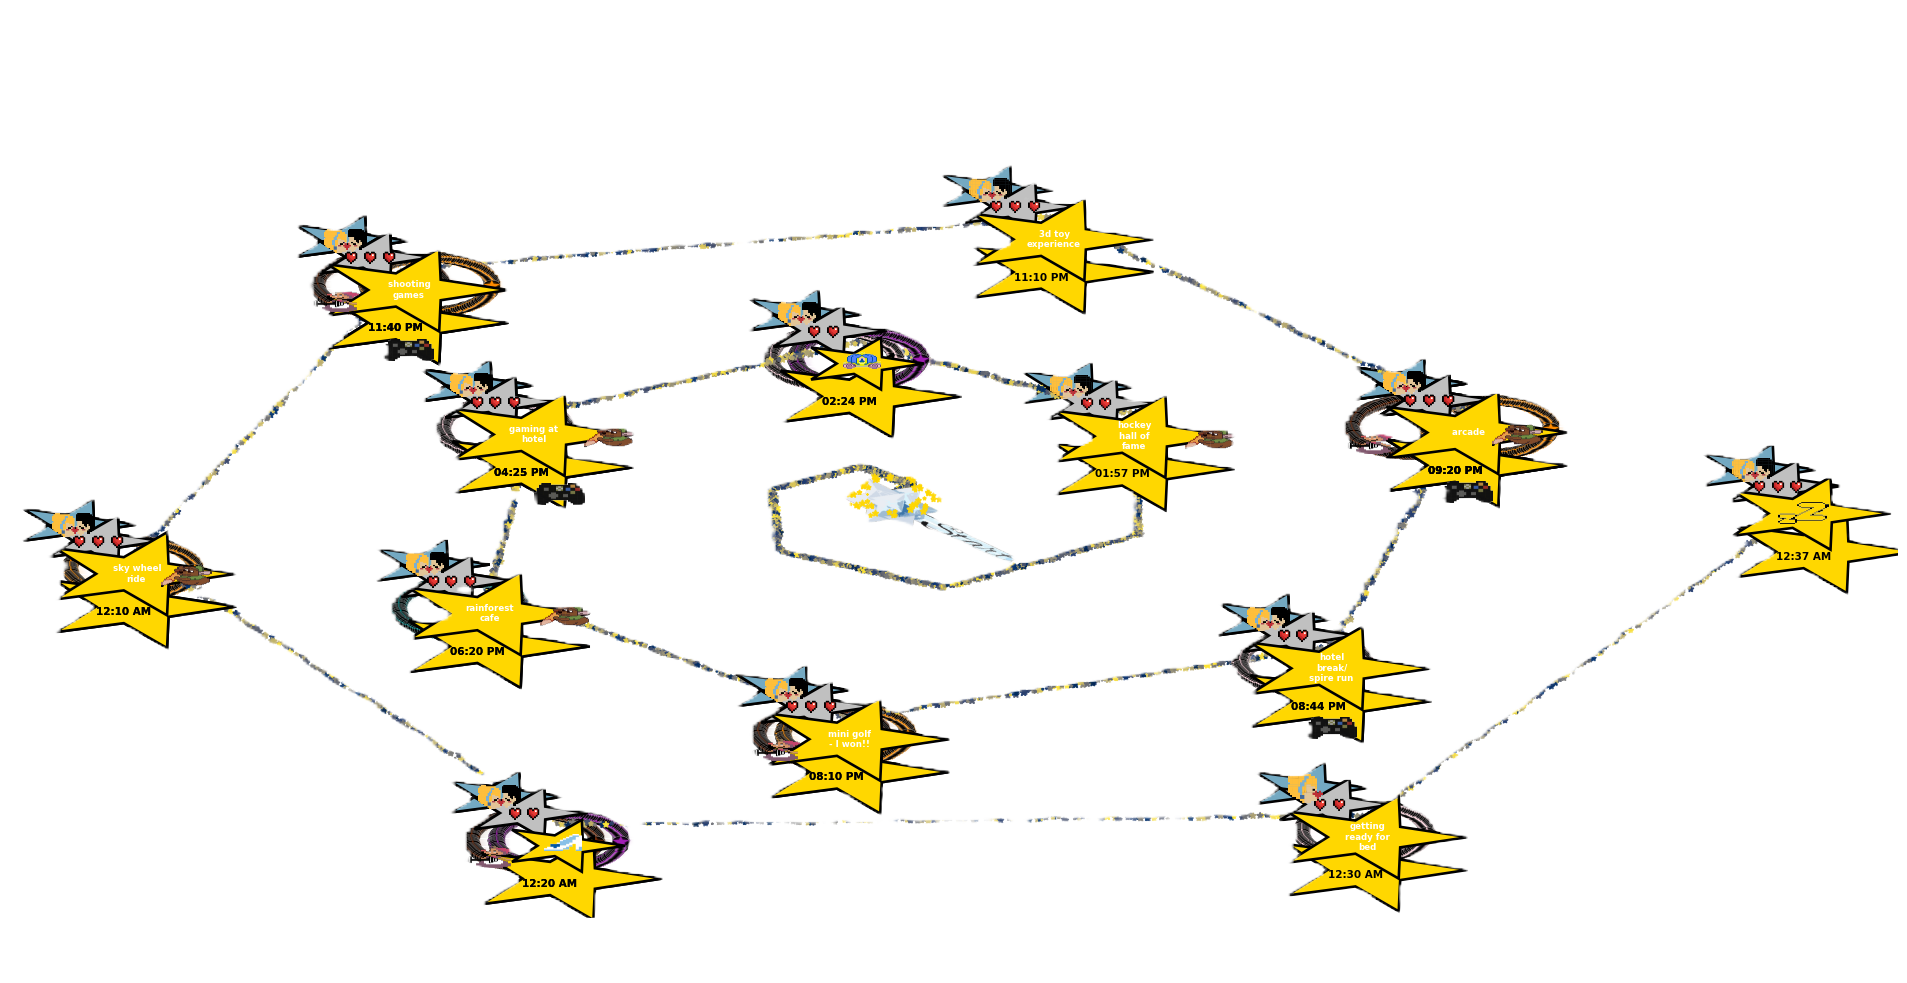 3d toy
experience
11:10 PM
shooting
games
11:40 PM
02:24 PM
gaming at
hotel
04:25 PM
hockey
hall of
fame
01:57 PM
arcade
09:20 PM
12:37 AM
sky wheel
ride
12:10 AM
rainforest
cafe
06:20 PM
hotel
break/
spire run
08:44 PM
mini golf
- I won!!
08:10 PM
12:20 AM
getting
ready for
bed
12:30 AM